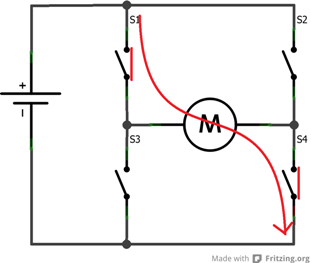 S1
S2
+
M
S3
S4
–
Made with Fritzing.org